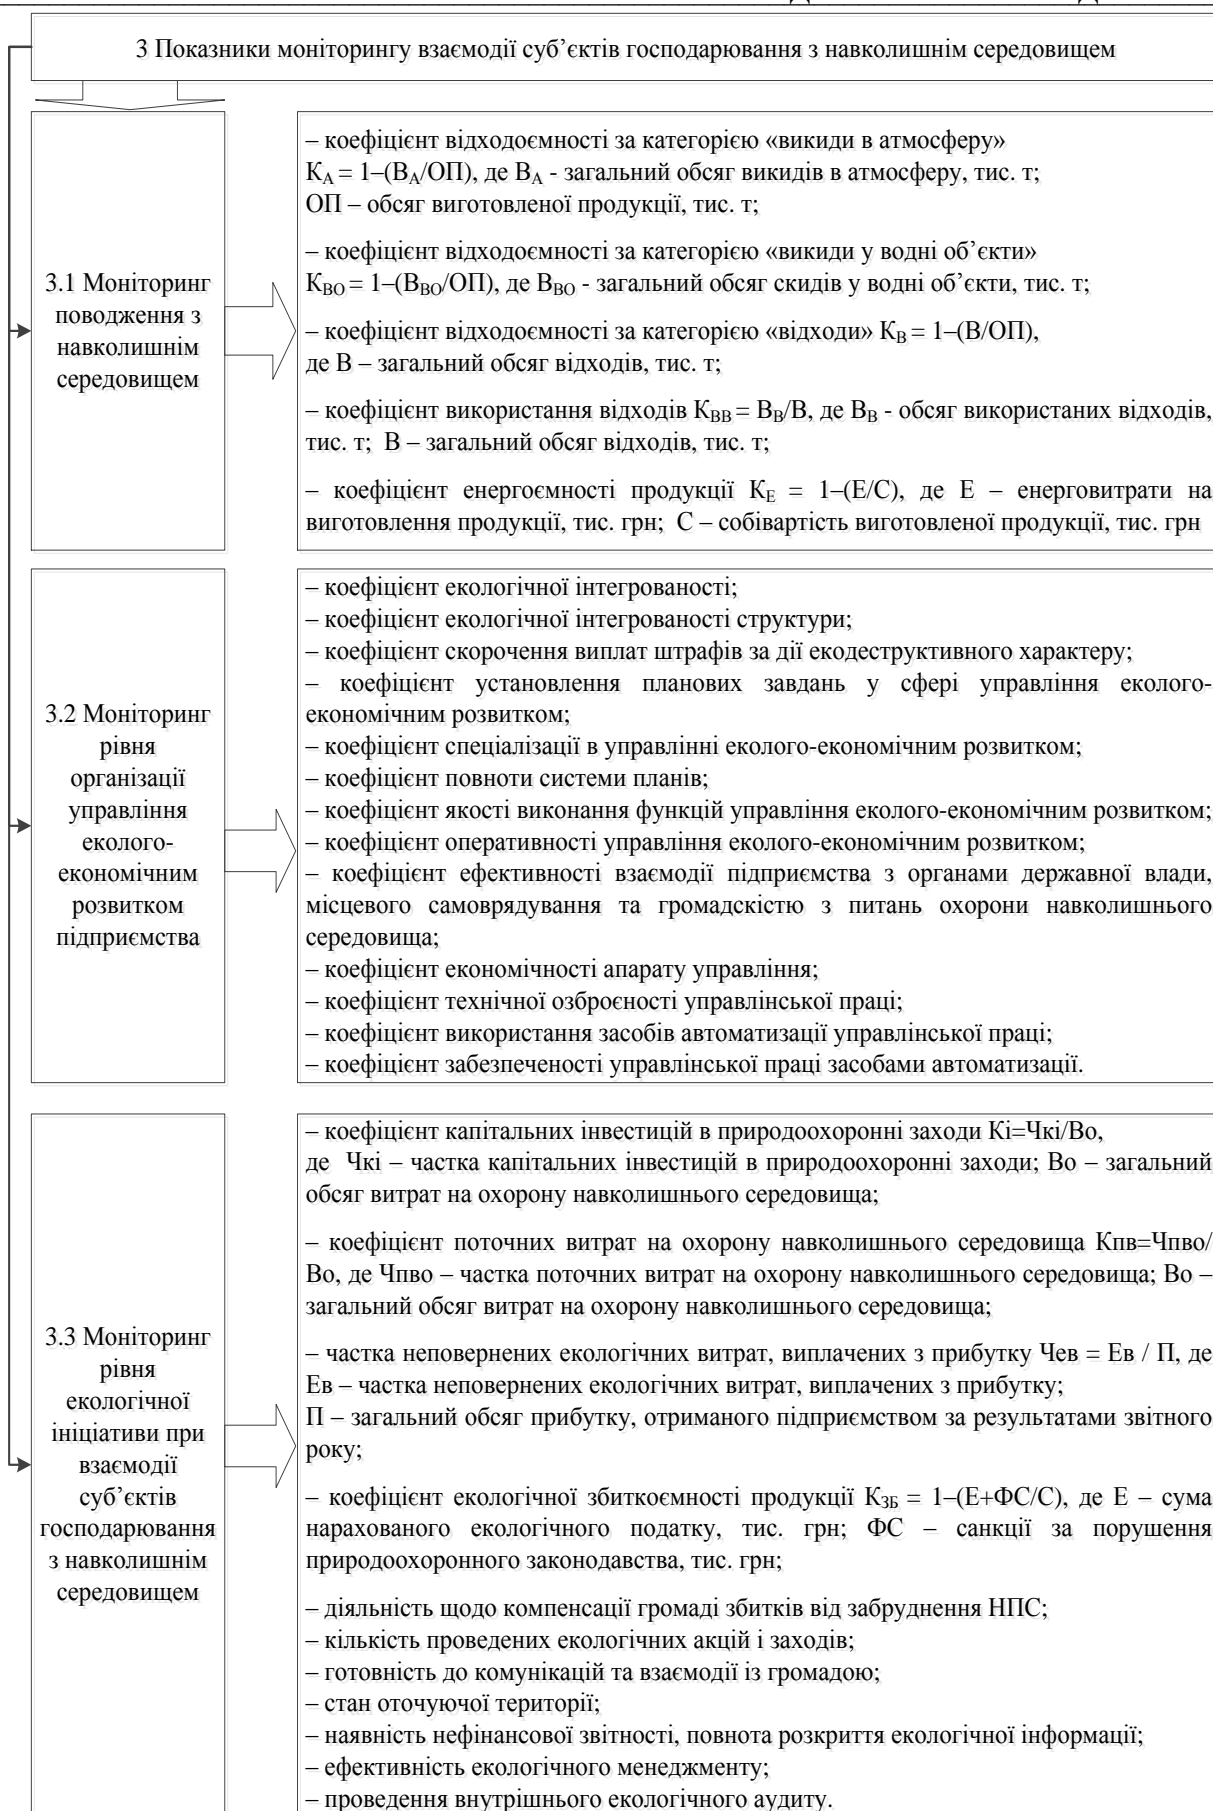 3 Показники моніторингу взаємодії суб’єктів господарювання з навколишнім середовищем
3.1 Моніторинг
поводження з
навколишнім
середовищем
– коефіцієнт відходоємності за категорією «викиди в атмосферу»
К_А = 1–(В_А/ОП), де В_А - загальний обсяг викидів в атмосферу, тис. т;
ОП – обсяг виготовленої продукції, тис. т;
– коефіцієнт відходоємності за категорією «викиди у водні об’єкти»
К_ВО = 1–(В_ВО/ОП), де В_ВО - загальний обсяг скидів у водні об’єкти, тис. т;
– коефіцієнт відходоємності за категорією «відходи» К_В = 1–(В/ОП),
де В – загальний обсяг відходів, тис. т;
– коефіцієнт використання відходів К_ВВ = В_В/В, де В_В - обсяг використаних відходів,
тис. т; В – загальний обсяг відходів, тис. т;
– коефіцієнт енергоємності продукції К_Е = 1–(Е/С), де Е – енерговитрати на
виготовлення продукції, тис. грн; С – собівартість виготовленої продукції, тис. грн
3.2 Моніторинг
рівня
організації
управління
еколого-
економічним
розвитком
підприємства
– коефіцієнт екологічної інтегрованості;
– коефіцієнт екологічної інтегрованості структури;
– коефіцієнт скорочення виплат штрафів за дії екодеструктивного характеру;
– коефіцієнт установлення планових завдань у сфері управління еколого-
економічним розвитком;
– коефіцієнт спеціалізації в управлінні еколого-економічним розвитком;
– коефіцієнт повноти системи планів;
– коефіцієнт якості виконання функцій управління еколого-економічним розвитком;
– коефіцієнт оперативності управління еколого-економічним розвитком;
– коефіцієнт ефективності взаємодії підприємства з органами державної влади,
місцевого самоврядування та громадскістю з питань охорони навколишнього
середовища;
– коефіцієнт економічності апарату управління;
– коефіцієнт технічної озброєності управлінської праці;
– коефіцієнт використання засобів автоматизації управлінської праці;
– коефіцієнт забезпеченості управлінської праці засобами автоматизації.
3.3 Моніторинг
рівня
екологічної
ініціативи при
взаємодії
суб’єктів
господарювання
з навколишнім
середовищем
– коефіцієнт капітальних інвестицій в природоохоронні заходи Кі=Чкі/Во,
де Чкі – частка капітальних інвестицій в природоохоронні заходи; Во – загальний
обсяг витрат на охорону навколишнього середовища;
– коефіцієнт поточних витрат на охорону навколишнього середовища Кпв=Чпво/
Во, де Чпво – частка поточних витрат на охорону навколишнього середовища; Во –
загальний обсяг витрат на охорону навколишнього середовища;
– частка неповернених екологічних витрат, виплачених з прибутку Чев = Ев / П, де
Ев – частка неповернених екологічних витрат, виплачених з прибутку;
П – загальний обсяг прибутку, отриманого підприємством за результатами звітного
року;
– коефіцієнт екологічної збиткоємності продукції К_ЗБ = 1–(Е+ФС/С), де Е – сума
нарахованого екологічного податку, тис. грн; ФС – санкції за порушення
природоохоронного законодавства, тис. грн;
– діяльність щодо компенсації громаді збитків від забруднення НПС;
– кількість проведених екологічних акцій і заходів;
– готовність до комунікацій та взаємодії із громадою;
– стан оточуючої території;
– наявність нефінансової звітності, повнота розкриття екологічної інформації;
– ефективність екологічного менеджменту;
– проведення внутрішнього екологічного аудиту.